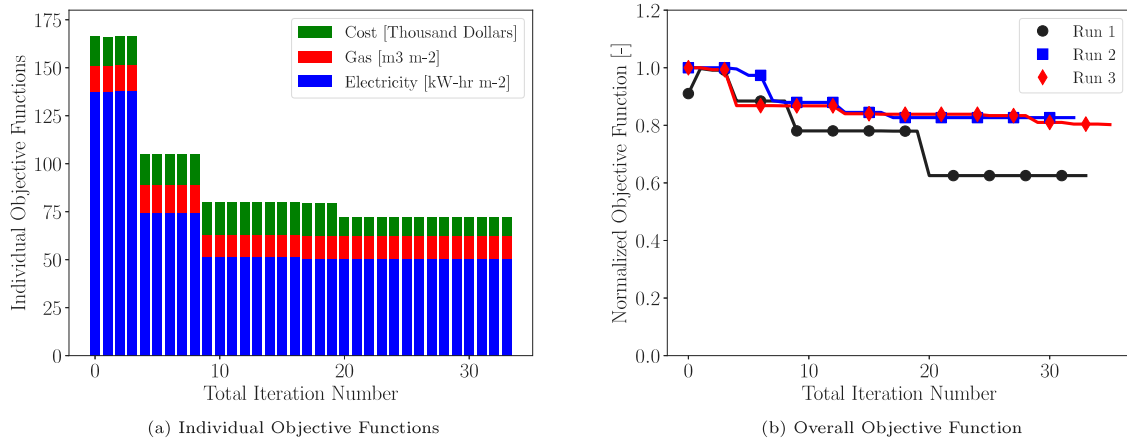 175
150
125
100
75
50
25
0
Individual Objective Functions
Cost [Thousand Dollars]
Gas [m3 m-2]
Electricity [kW-hr m-2]
0
10
20
30
Total Iteration Number
(a) Individual Objective Functions
1.2
1.0
0.8
0.6
0.4
0.2
0.0
Normalized Objective Function [-]
Run 1
Run 2
Run 3
0
10
20
30
Total Iteration Number
(b) Overall Objective Function